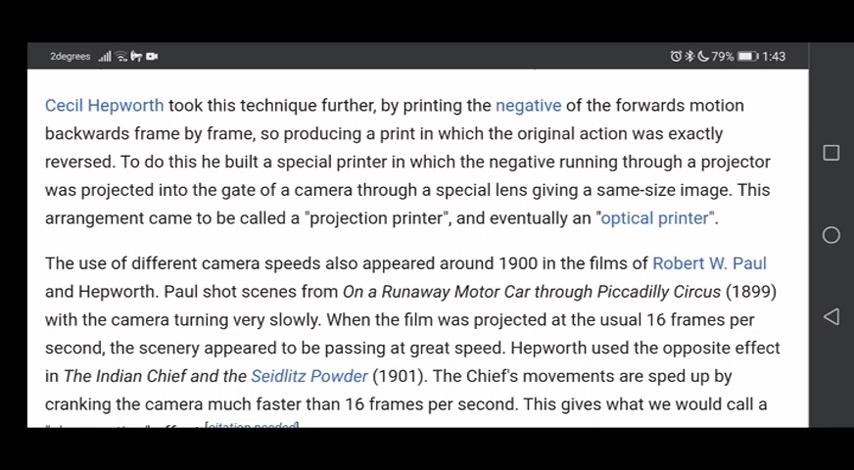 2degrees 79% 1:43
Cecil Hepworth took this technique further, by printing the negative of the forwards motion
backwards frame by frame, so producing a print in which the original action was exactly
reversed. To do this he built a special printer in which the negative running through a projector
was projected into the gate of a camera through a special lens giving a same-size image. This
arrangement came to be called a "projection printer", and eventually an "optical printer".
The use of different camera speeds also appeared around 1900 in the films of Robert W. Paul
and Hepworth. Paul shot scenes from On a Runaway Motor Car through Piccadilly Circus (1899)
with the camera turning very slowly. When the film was projected at the usual 16 frames per
second, the scenery appeared to be passing at great speed. Hepworth used the opposite effect
in The Indian Chief and the Seidlitz Powder (1901). The Chief's movements are sped up by
cranking the camera much faster than 16 frames per second. This gives what we would call a
[citation needed]